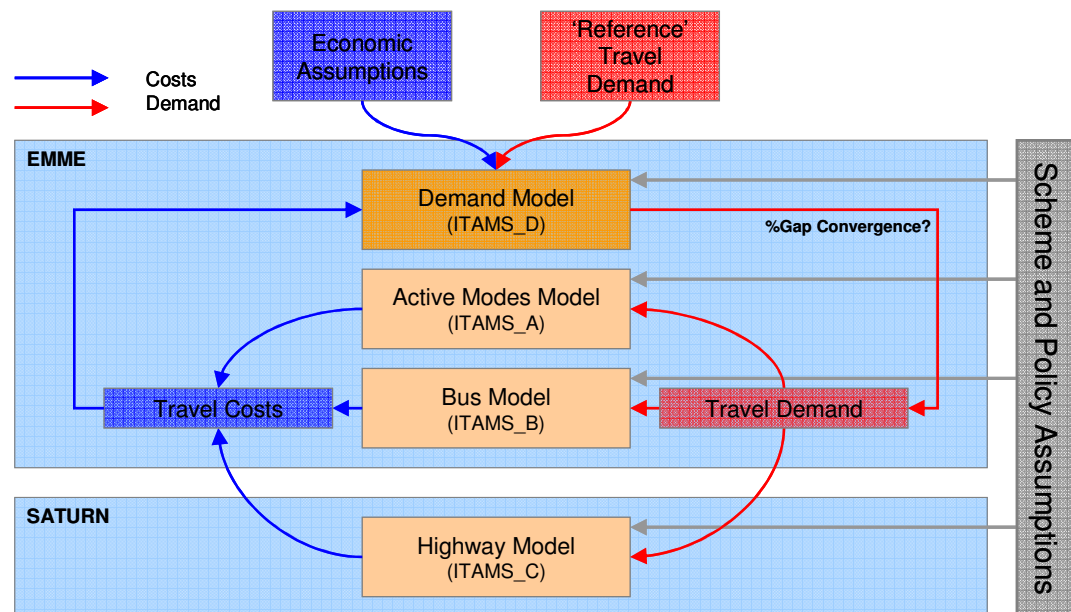 Economic
Assumptions
‘Reference’
Travel
Demand
Costs
Demand
EMME
Demand Model
(ITAMS_D)
%Gap Convergence?
Active Modes Model
(ITAMS_A)
Travel Costs
Bus Model
(ITAMS_B)
Travel Demand
SATURN
Highway Model
(ITAMS_C)
Scheme and Policy Assumptions